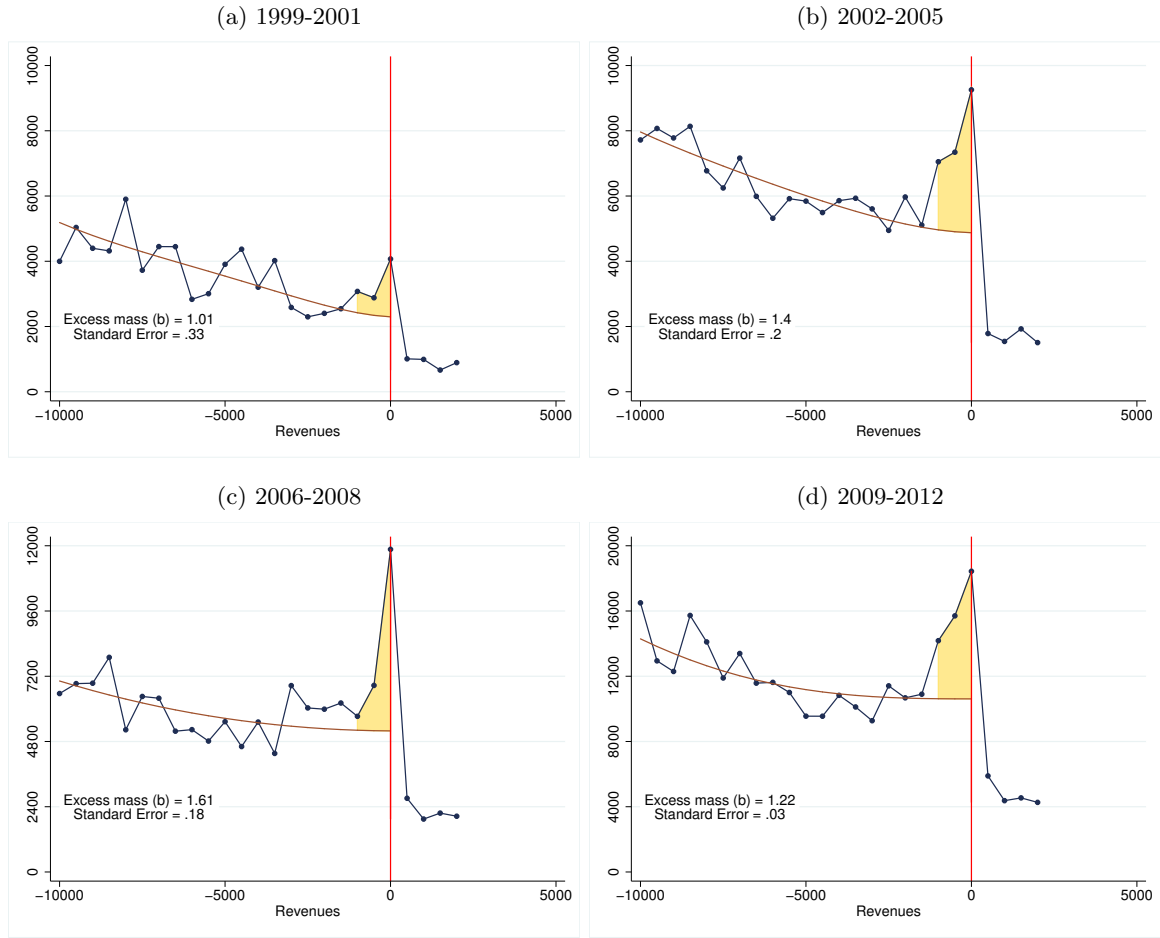 (a) 1999-2001
10000
8000
6000
4000
2000
0
Excess mass (b) = 1.01
Standard Error = .33
−10000 −5000 0 5000
Revenues
(b) 2002-2005
10000
8000
6000
4000
2000
0
Excess mass (b) = 1.4
Standard Error = .2
−10000 −5000 0 5000
Revenues
(c) 2006-2008
12000
9600
7200
4800
2400
0
Excess mass (b) = 1.61
Standard Error = .18
−10000 −5000 0 5000
Revenues
(d) 2009-2012
20000
16000
12000
8000
4000
0
Excess mass (b) = 1.22
Standard Error = .03
−10000 −5000 0 5000
Revenues